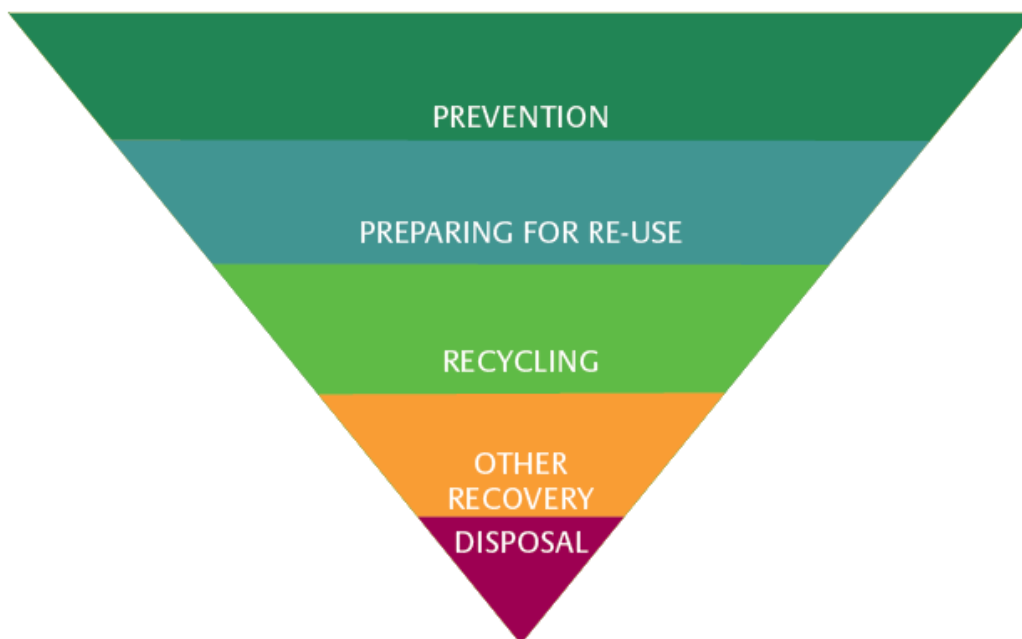 PREVENTION
PREPARING FOR RE-USE
RECYCLING
OTHER
RECOVERY
DISPOSAL